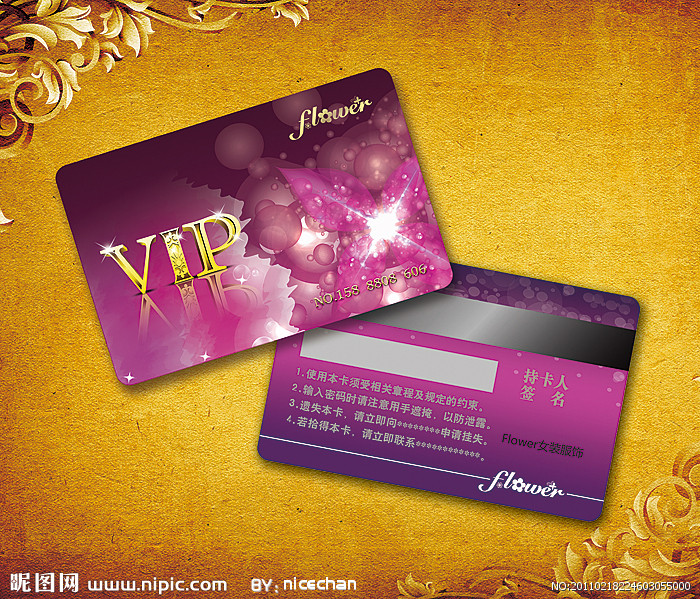 flower
VIP
NO.158 8808 606
1.使用本卡须受相关章程及规定的约束。
2.输入密码时请注意用手遮掩，以防泄露。
3.遗失本卡，请立即向********申请挂失。
4.若拾得本卡，请立即联系************。
持卡人
签 名
Flower女装服饰
flower
昵图网 www.nipic.com BY: nicechan
NO:20110218224603055000